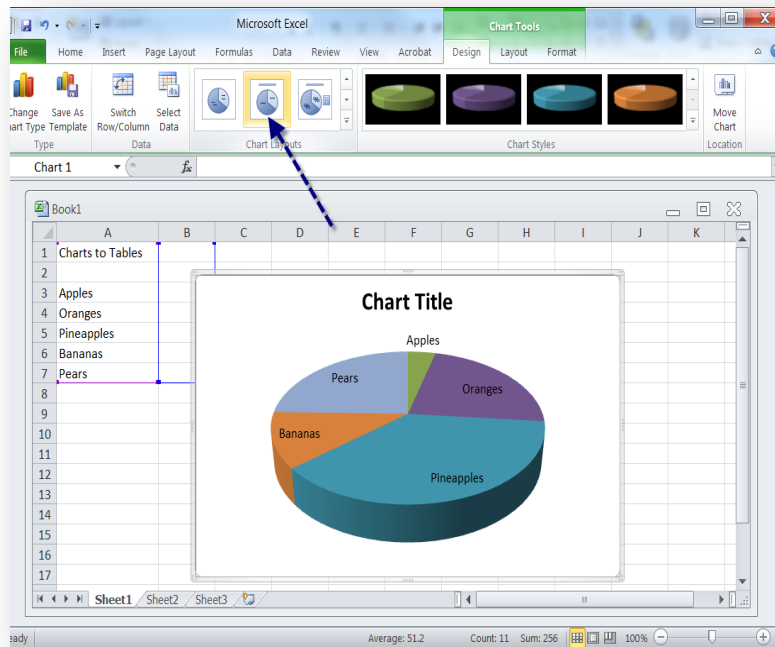 Microsoft Excel
Chart Tools
File Home Insert Page Layout Formulas Data Review View Acrobat Design Layout Format
Change Chart Type
Save As Template
Switch Row/Column
Select Data
Move Chart
Type Data Chart Layouts Chart Styles Location
Chart 1 fx
Book1
A B C D E F G H I J K
1 Charts to Tables
2
3 Apples
4 Oranges
5 Pineapples
6 Bananas
7 Pears
8
9
10
11
12
13
14
15
16
17
Chart Title
Apples
Pears
Oranges
Bananas
Pineapples
Sheet1 Sheet2 Sheet3
eady Average: 51.2 Count: 11 Sum: 256 100%